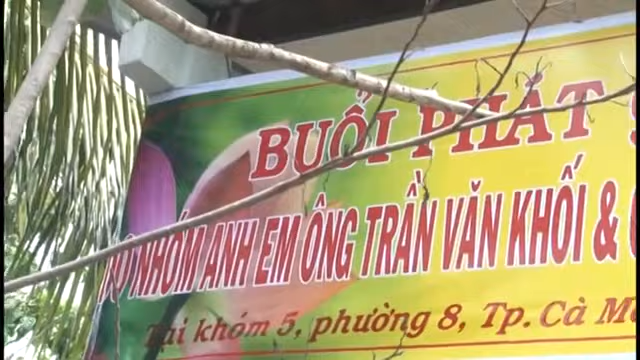 BUỔI PHÁT
NHÓM ANH EM ÔNG TRẦN VĂN KHỐI &
Tại khóm 5, phường 8, Tp. Cà